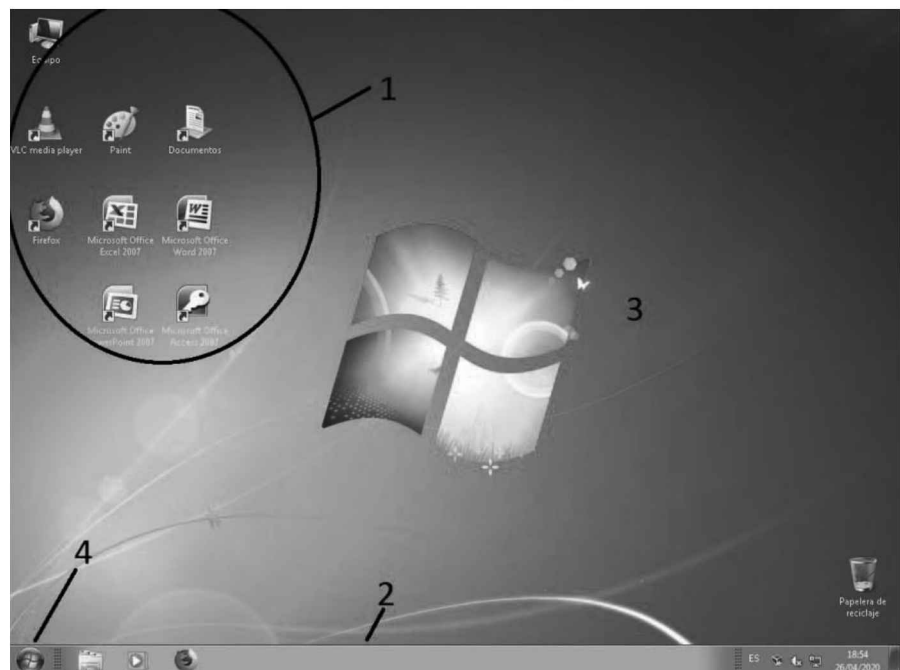 Equipo
1
VLC media player
Paint
Documentos
Firefox
Microsoft Office
Excel 2007
Microsoft Office
Word 2007
3
Microsoft Office
PowerPoint 2007
Microsoft Office
Access 2007
4
2
Papelera de
reciclaje
ES
18:54
26/04/2020